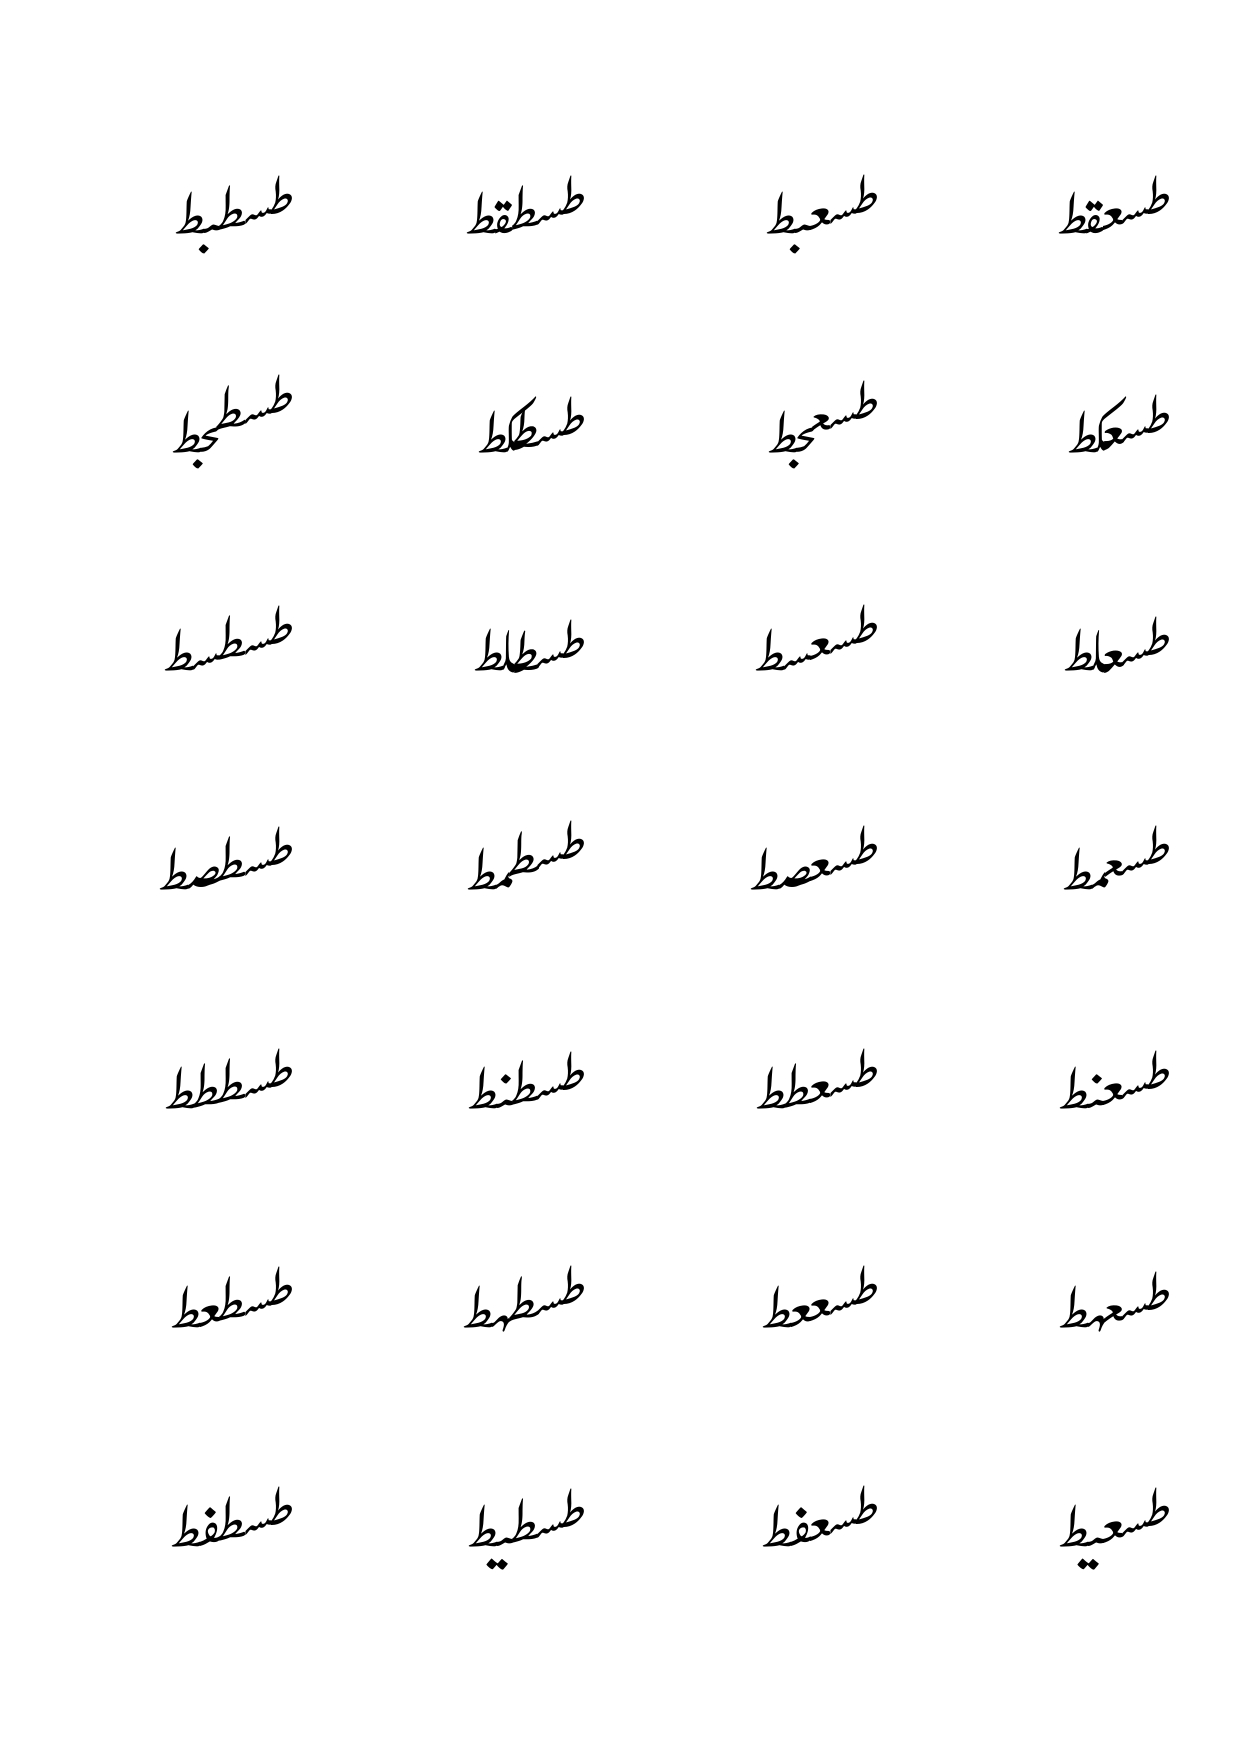 طسعقط طسعبط طسطقط طسطبط
طسعكط طسعجط طسطكط طسطجط
طسعلط طسعسط طسطلط طسطسط
طسعمط طسعصط طسطمط طسطصط
طسعنط طسعطط طسطنط طسططط
طسعهط طسععط طسطهط طسطعط
طسعيط طسعفط طسطيط طسطفط